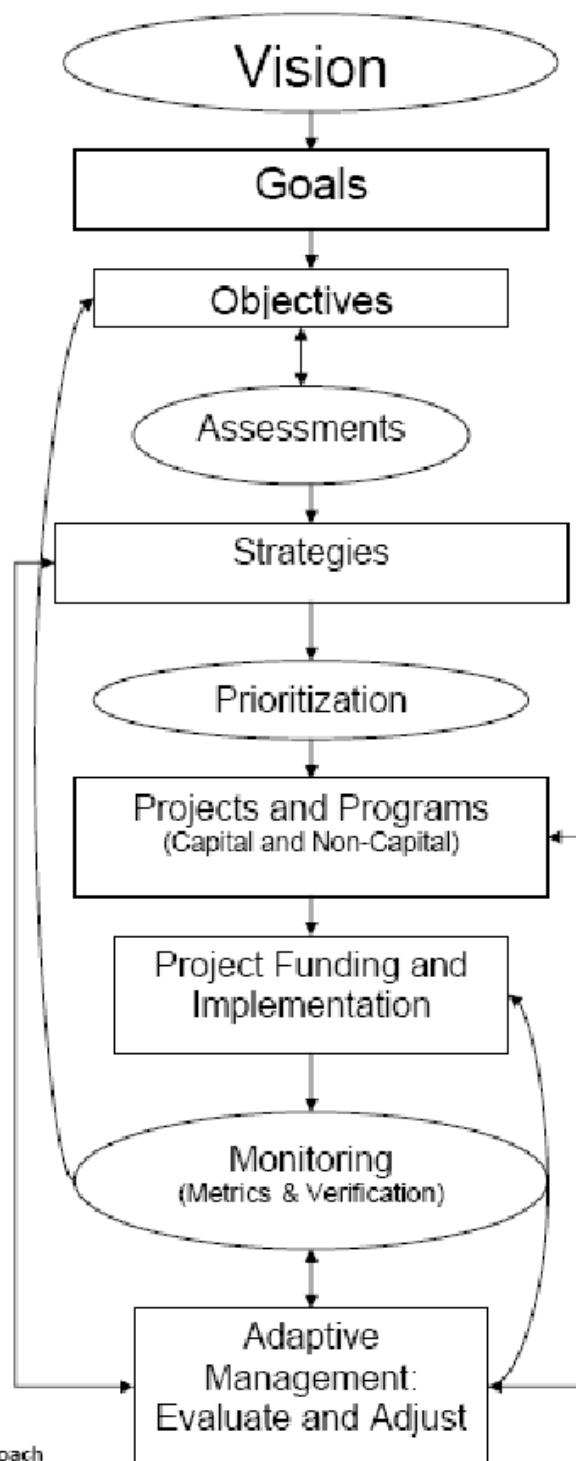 Vision
Goals
Objectives
Assessments
Strategies
Prioritization
Projects and Programs
(Capital and Non-Capital)
Project Funding and
Implementation
Monitoring
(Metrics & Verification)
Adaptive
Management:
Evaluate and Adjust